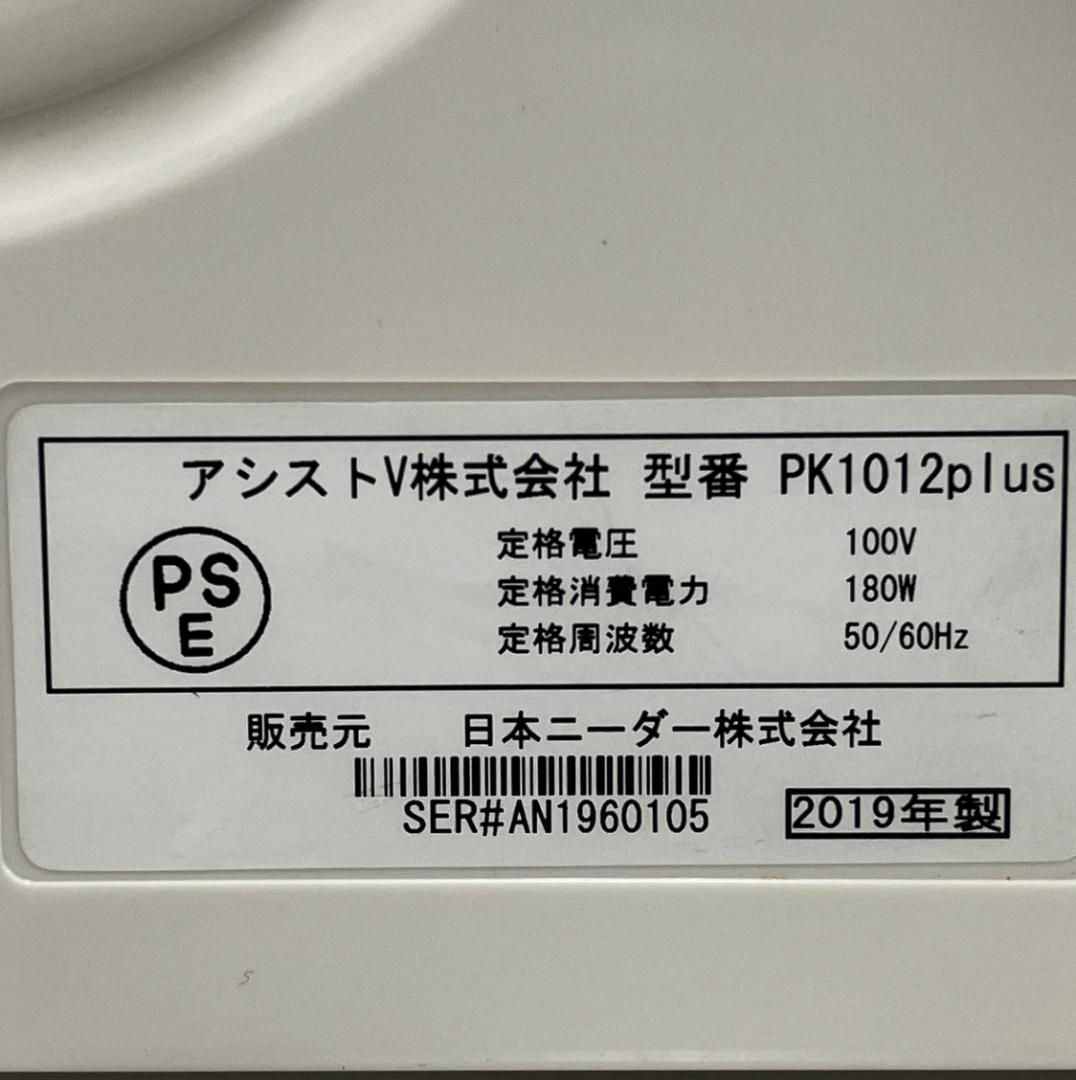 アシストV株式会社 型番 PK1012plus
PS
E
定格電圧 100V
定格消費電力 180W
定格周波数 50/60Hz
販売元 日本ニーダー株式会社
SER#AN1960105
2019年製